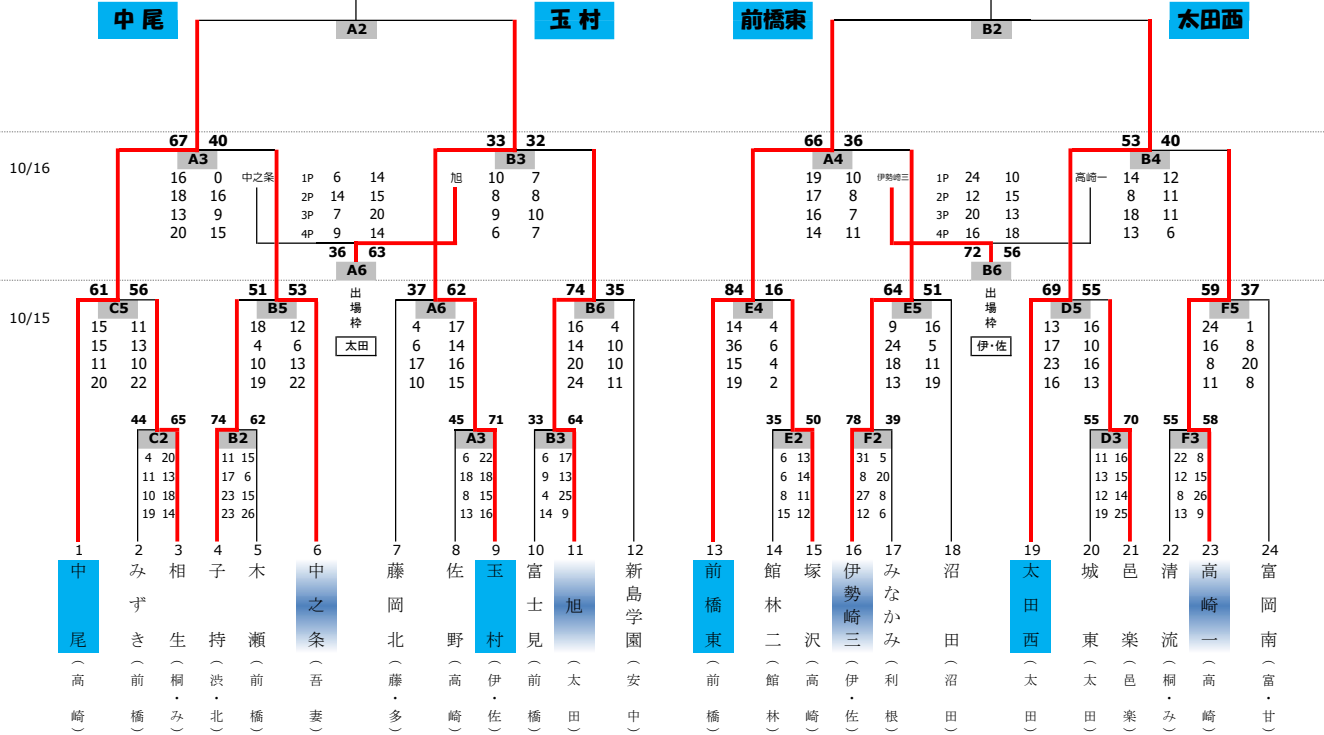 中尾 玉村 前橋東 太田西
A2 B2
67 40 33 32 66 36 53 40
A3 B3 A4 B4
10/16
16 0 中之条 1P 6 14 旭 10 7 19 10 伊勢崎三 1P 24 10 高崎一 14 12
18 16 2P 14 15 8 8 17 8 2P 12 15 8 11
13 9 3P 7 20 9 10 16 7 3P 20 13 18 11
20 15 4P 9 14 6 7 14 11 4P 16 18 13 6
36 63 72 56
A6 B6
61 56 51 53 37 62 74 35 84 16 64 51 69 55 59 37
出場枠 出場枠
太田 伊・佐
10/15
C5 B5 A6 B6 E4 E5 D5 F5
15 11 18 12 4 17 16 4 14 4 9 16 13 16 24 1
15 13 4 6 6 14 14 10 36 6 24 5 17 10 16 8
11 10 10 13 17 16 20 10 15 4 18 11 23 16 8 20
20 22 19 22 10 15 24 11 19 2 13 19 16 13 11 8
44 65 74 62 45 71 33 64 35 50 78 39 55 70 55 58
C2 B2 A3 B3 E2 F2 D3 F3
4 20 11 15 6 22 6 17 6 13 31 5 11 16 22 8
11 13 17 6 18 18 9 13 6 14 8 20 13 15 12 15
10 18 23 15 8 15 4 25 8 11 27 8 12 14 8 26
19 14 23 26 13 16 14 9 15 12 12 6 19 25 13 9
1 中尾（高崎）
2 みずき（前橋）
3 相生（桐・み）
4 子持（渋・北）
5 木瀬（前橋）
6 中之条（吾妻）
7 藤岡北（藤・多）
8 佐野（高崎）
9 玉村（伊・佐）
10 富士見（前橋）
11 旭（太田）
12 新島学園（安中）
13 前橋東（前橋）
14 館林二（館林）
15 塚沢（高崎）
16 伊勢崎三（伊・佐）
17 みなかみ（利根）
18 沼田（沼田）
19 太田西（太田）
20 城東（太田）
21 邑楽（邑楽）
22 清流（桐・み）
23 高崎一（高崎）
24 富岡南（富・甘）